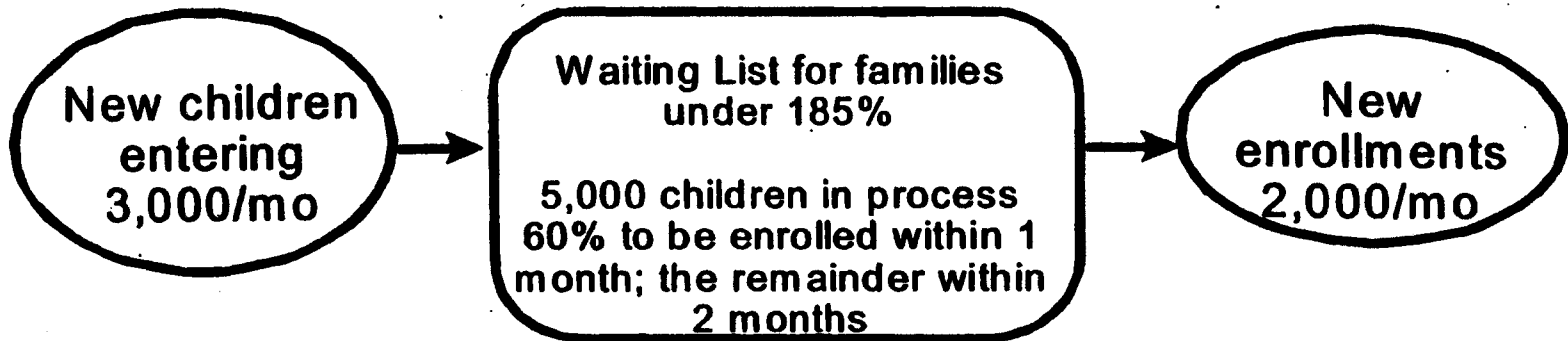 New children
entering
3,000/mo
Waiting List for families
under 185%
5,000 children in process
60% to be enrolled within 1
month; the remainder within
2 months
New
enrollments
2,000/mo